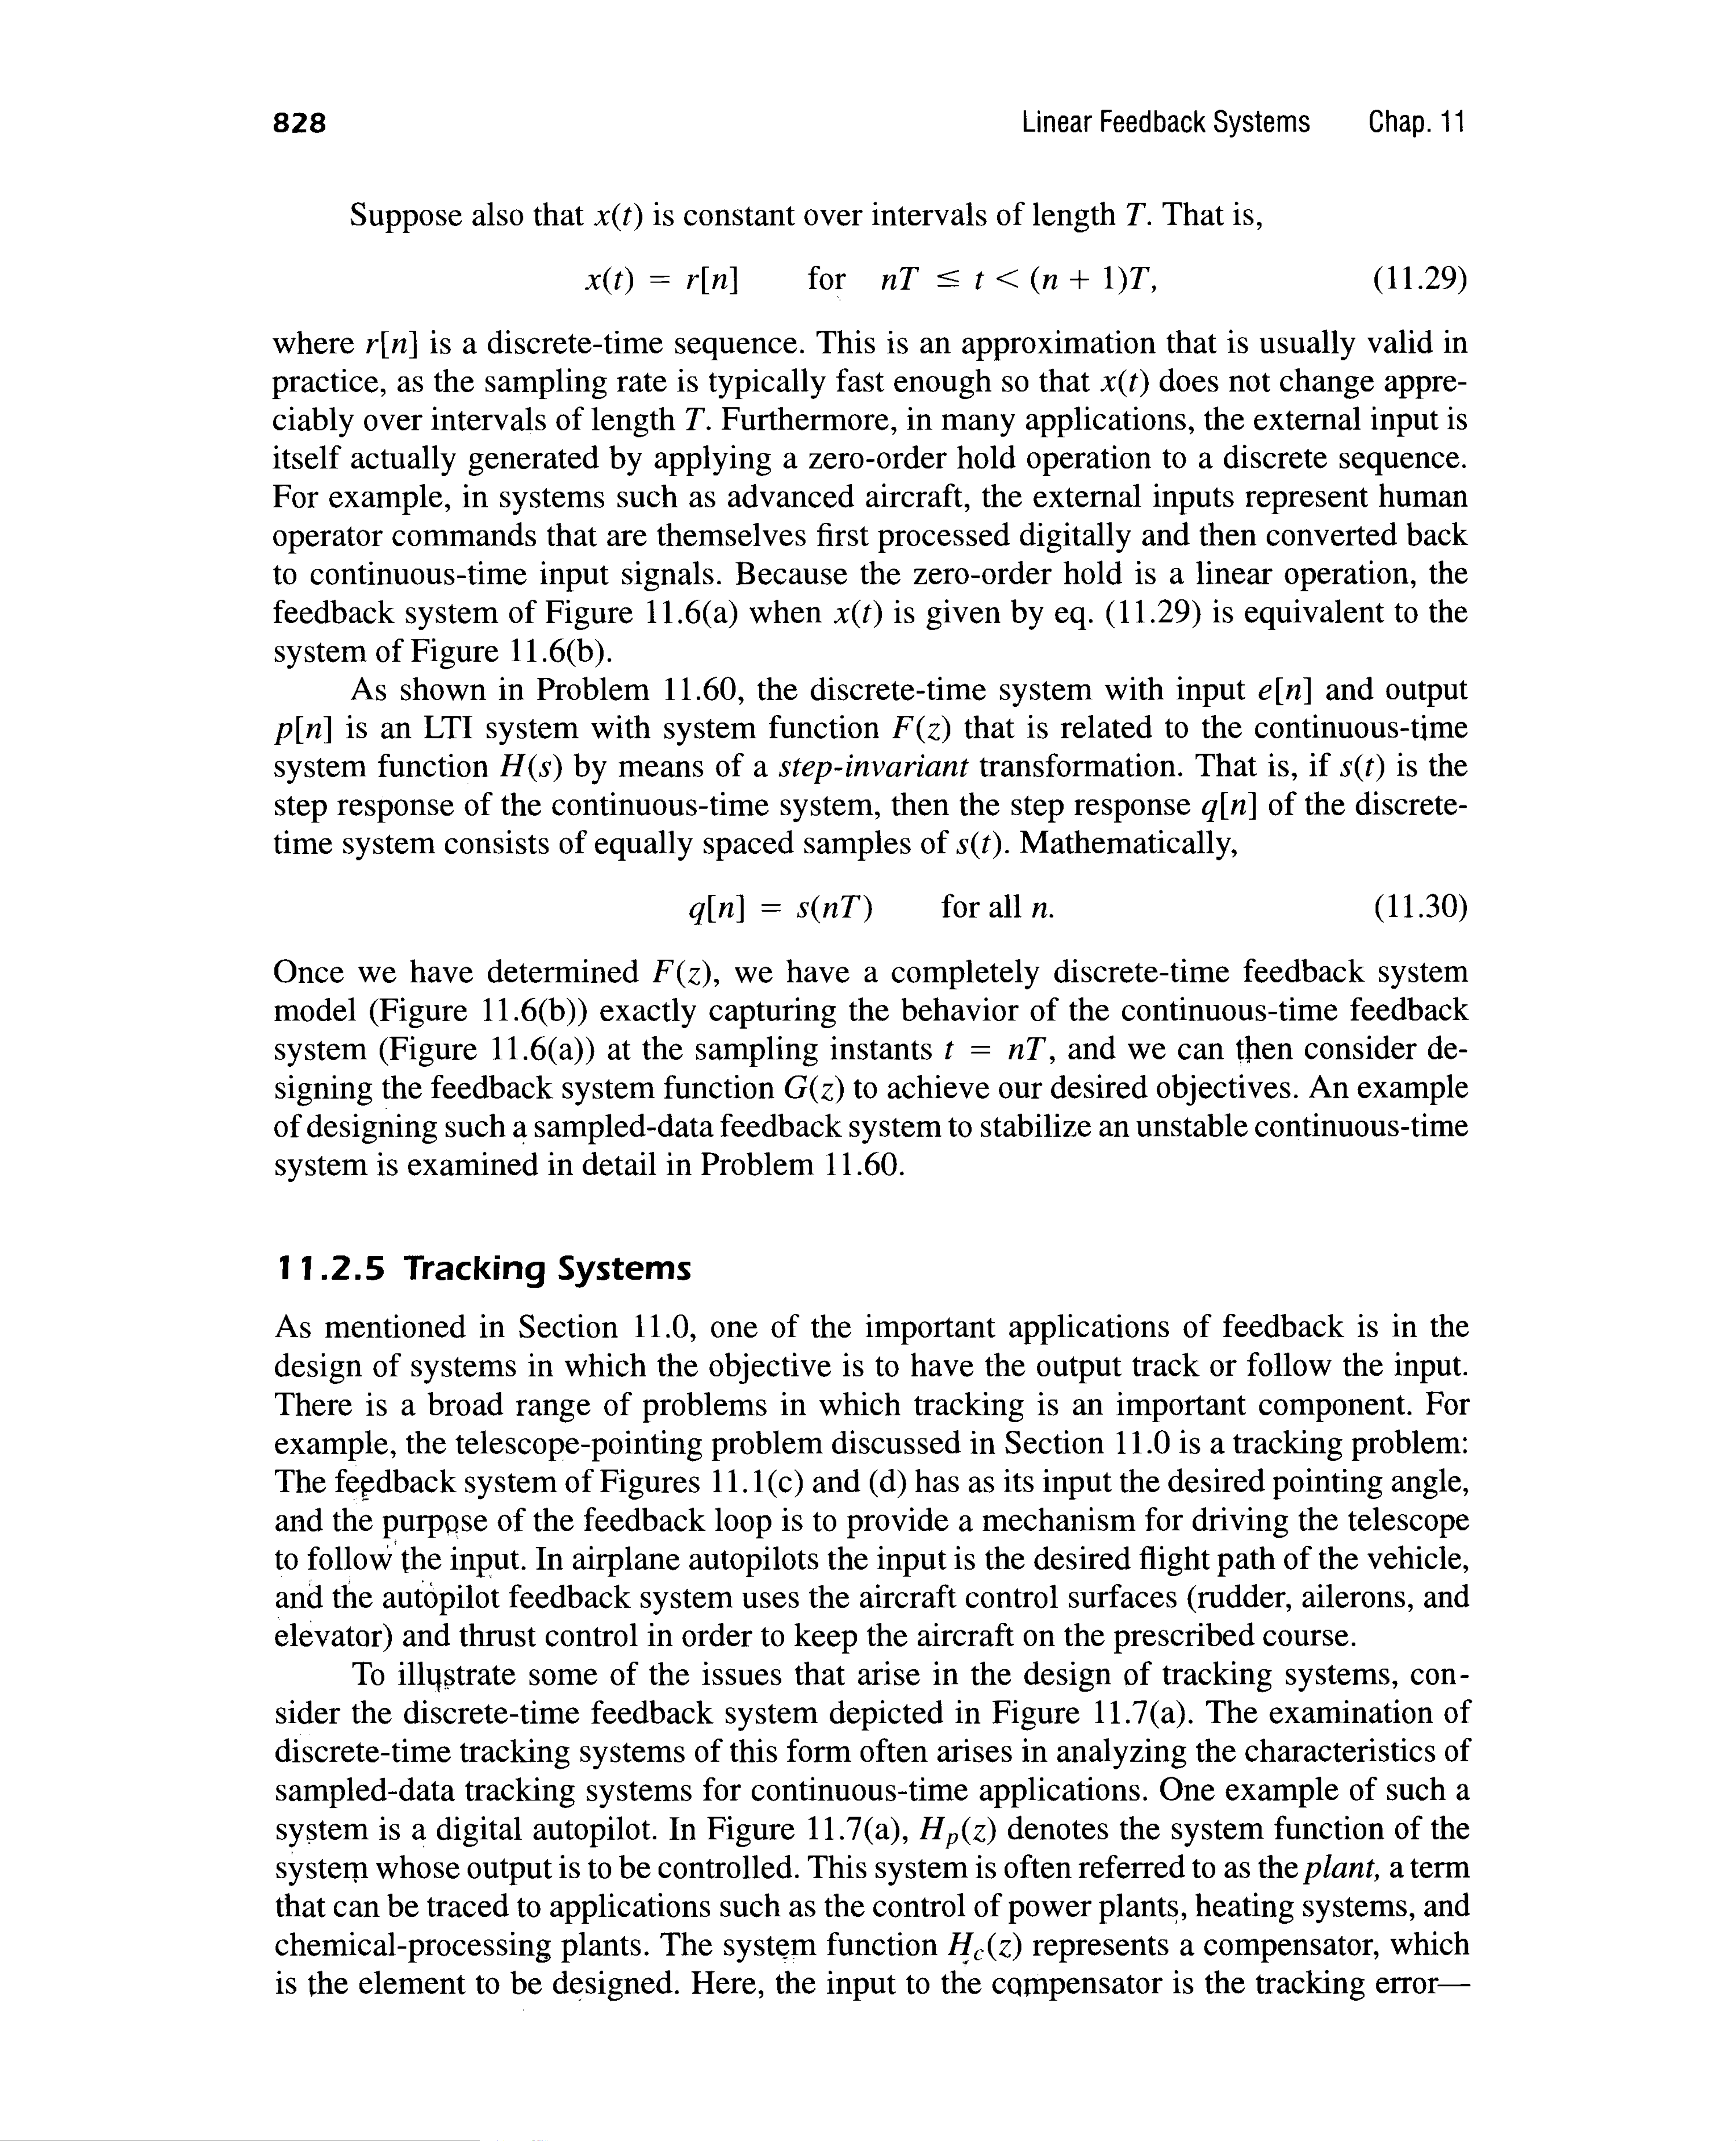 828 Linear Feedback Systems Chap. 11
Suppose also that x(t) is constant over intervals of length T. That is,
x(t) = r[n] for nT ≤ t < (n + 1)T, (11.29)
where r[n] is a discrete-time sequence. This is an approximation that is usually valid in
practice, as the sampling rate is typically fast enough so that x(t) does not change appre-
ciably over intervals of length T. Furthermore, in many applications, the external input is
itself actually generated by applying a zero-order hold operation to a discrete sequence.
For example, in systems such as advanced aircraft, the external inputs represent human
operator commands that are themselves first processed digitally and then converted back
to continuous-time input signals. Because the zero-order hold is a linear operation, the
feedback system of Figure 11.6(a) when x(t) is given by eq. (11.29) is equivalent to the
system of Figure 11.6(b).
As shown in Problem 11.60, the discrete-time system with input e[n] and output
p[n] is an LTI system with system function F(z) that is related to the continuous-time
system function H(s) by means of a step-invariant transformation. That is, if s(t) is the
step response of the continuous-time system, then the step response q[n] of the discrete-
time system consists of equally spaced samples of s(t). Mathematically,
q[n] = s(nT) for all n. (11.30)
Once we have determined F(z), we have a completely discrete-time feedback system
model (Figure 11.6(b)) exactly capturing the behavior of the continuous-time feedback
system (Figure 11.6(a)) at the sampling instants t = nT, and we can then consider de-
signing the feedback system function G(z) to achieve our desired objectives. An example
of designing such a sampled-data feedback system to stabilize an unstable continuous-time
system is examined in detail in Problem 11.60.
11.2.5 Tracking Systems
As mentioned in Section 11.0, one of the important applications of feedback is in the
design of systems in which the objective is to have the output track or follow the input.
There is a broad range of problems in which tracking is an important component. For
example, the telescope-pointing problem discussed in Section 11.0 is a tracking problem:
The feedback system of Figures 11.1(c) and (d) has as its input the desired pointing angle,
and the purpose of the feedback loop is to provide a mechanism for driving the telescope
to follow the input. In airplane autopilots the input is the desired flight path of the vehicle,
and the autopilot feedback system uses the aircraft control surfaces (rudder, ailerons, and
elevator) and thrust control in order to keep the aircraft on the prescribed course.
To illustrate some of the issues that arise in the design of tracking systems, con-
sider the discrete-time feedback system depicted in Figure 11.7(a). The examination of
discrete-time tracking systems of this form often arises in analyzing the characteristics of
sampled-data tracking systems for continuous-time applications. One example of such a
system is a digital autopilot. In Figure 11.7(a), Hp(z) denotes the system function of the
system whose output is to be controlled. This system is often referred to as the plant, a term
that can be traced to applications such as the control of power plants, heating systems, and
chemical-processing plants. The system function Hc(z) represents a compensator, which
is the element to be designed. Here, the input to the compensator is the tracking error—